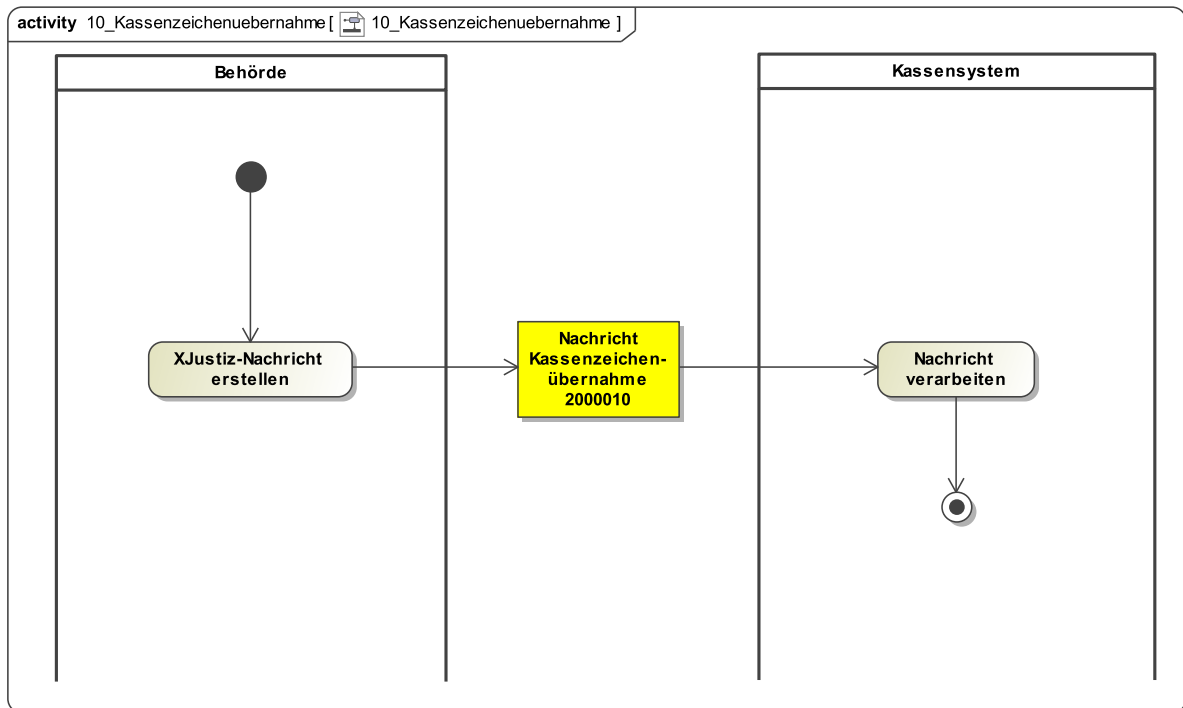 activity 10_Kassenzeichenuebernahme [ 10_Kassenzeichenuebernahme ]
Behörde
Kassensystem
XJustiz-Nachricht
erstellen
Nachricht
Kassenzeichen-
übernahme
2000010
Nachricht
verarbeiten